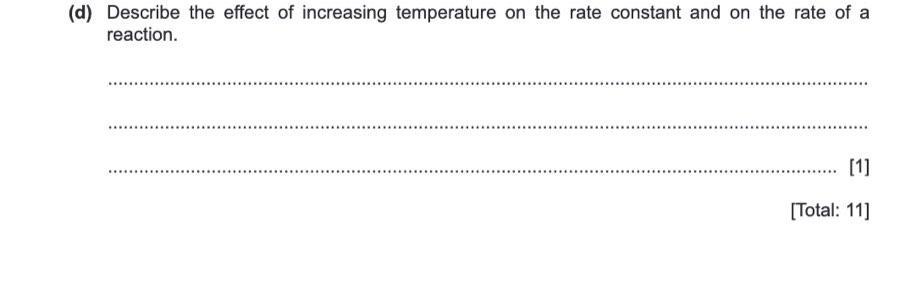 (d) Describe the effect of increasing temperature on the rate constant and on the rate of a
reaction.
................................................................................
................................................................................
................................................................................ [1]
[Total: 11]